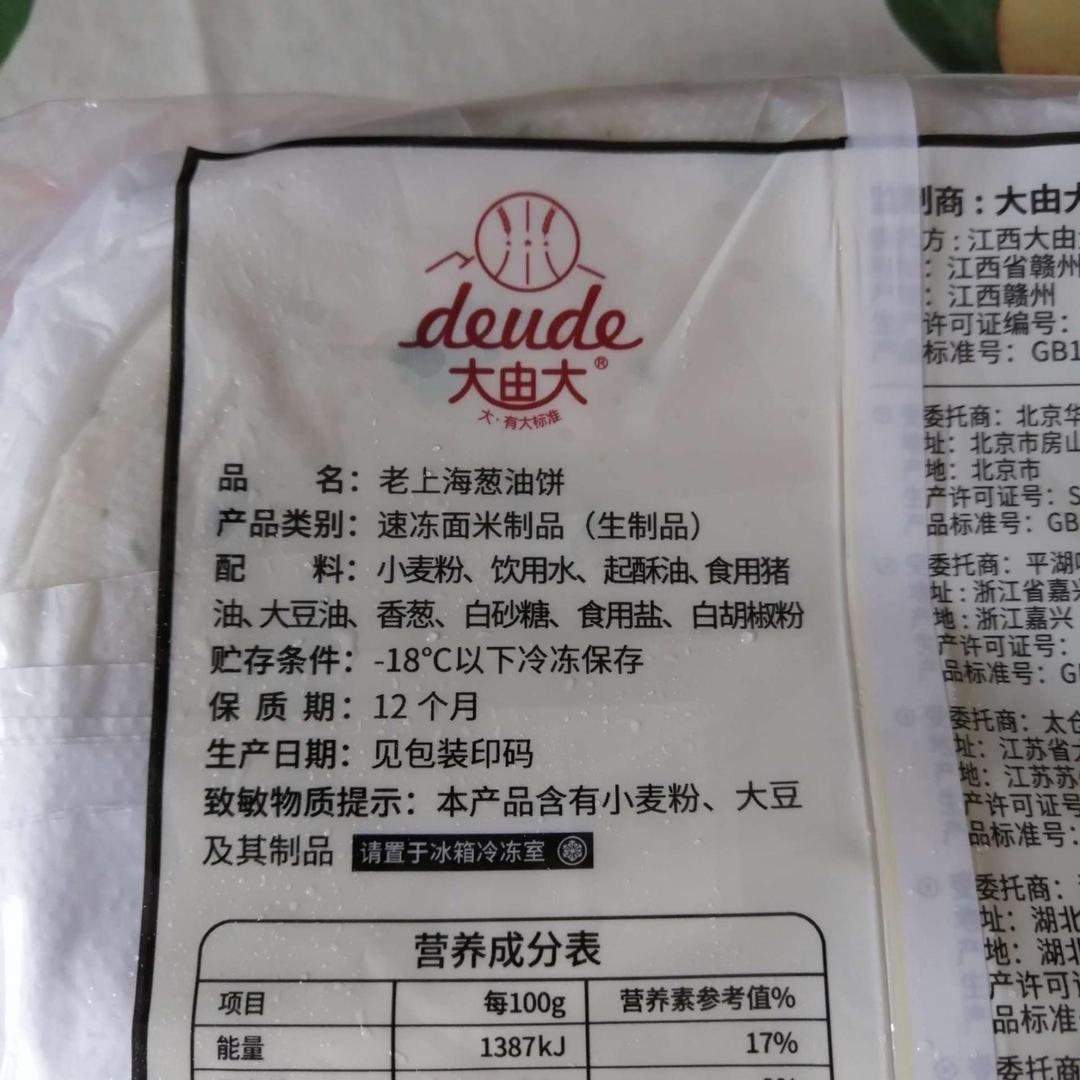 deude
大由大®
大·有大标准
品 名：老上海葱油饼
产品类别：速冻面米制品（生制品）
配 料：小麦粉、饮用水、起酥油、食用猪
油、大豆油、香葱、白砂糖、食用盐、白胡椒粉
贮存条件：-18℃以下冷冻保存
保 质 期：12 个月
生产日期：见包装印码
致敏物质提示：本产品含有小麦粉、大豆
及其制品 请置于冰箱冷冻室
营养成分表
项目 每100g 营养素参考值%
能量 1387kJ 17%
制商：大由大
方：江西大由
：江西省赣州
：江西赣州
许可证编号：
标准号：GB1
委托商：北京华
址：北京市房山
地：北京市
产许可证号：S
品标准号：GB
委托商：平湖
址：浙江省嘉兴
地：浙江嘉兴
产许可证号：
品标准号：G
委托商：太仓
址：江苏省太
地：江苏苏
产许可证号
品标准号：
委托商：
址：湖北
地：湖北
产许可证
品标准
委托商